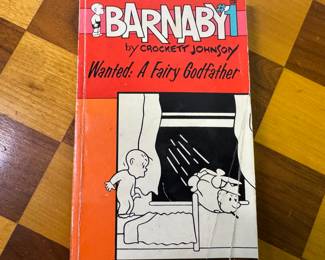 BARNABY #1
by CROCKETT JOHNSON
Wanted: A Fairy Godfather